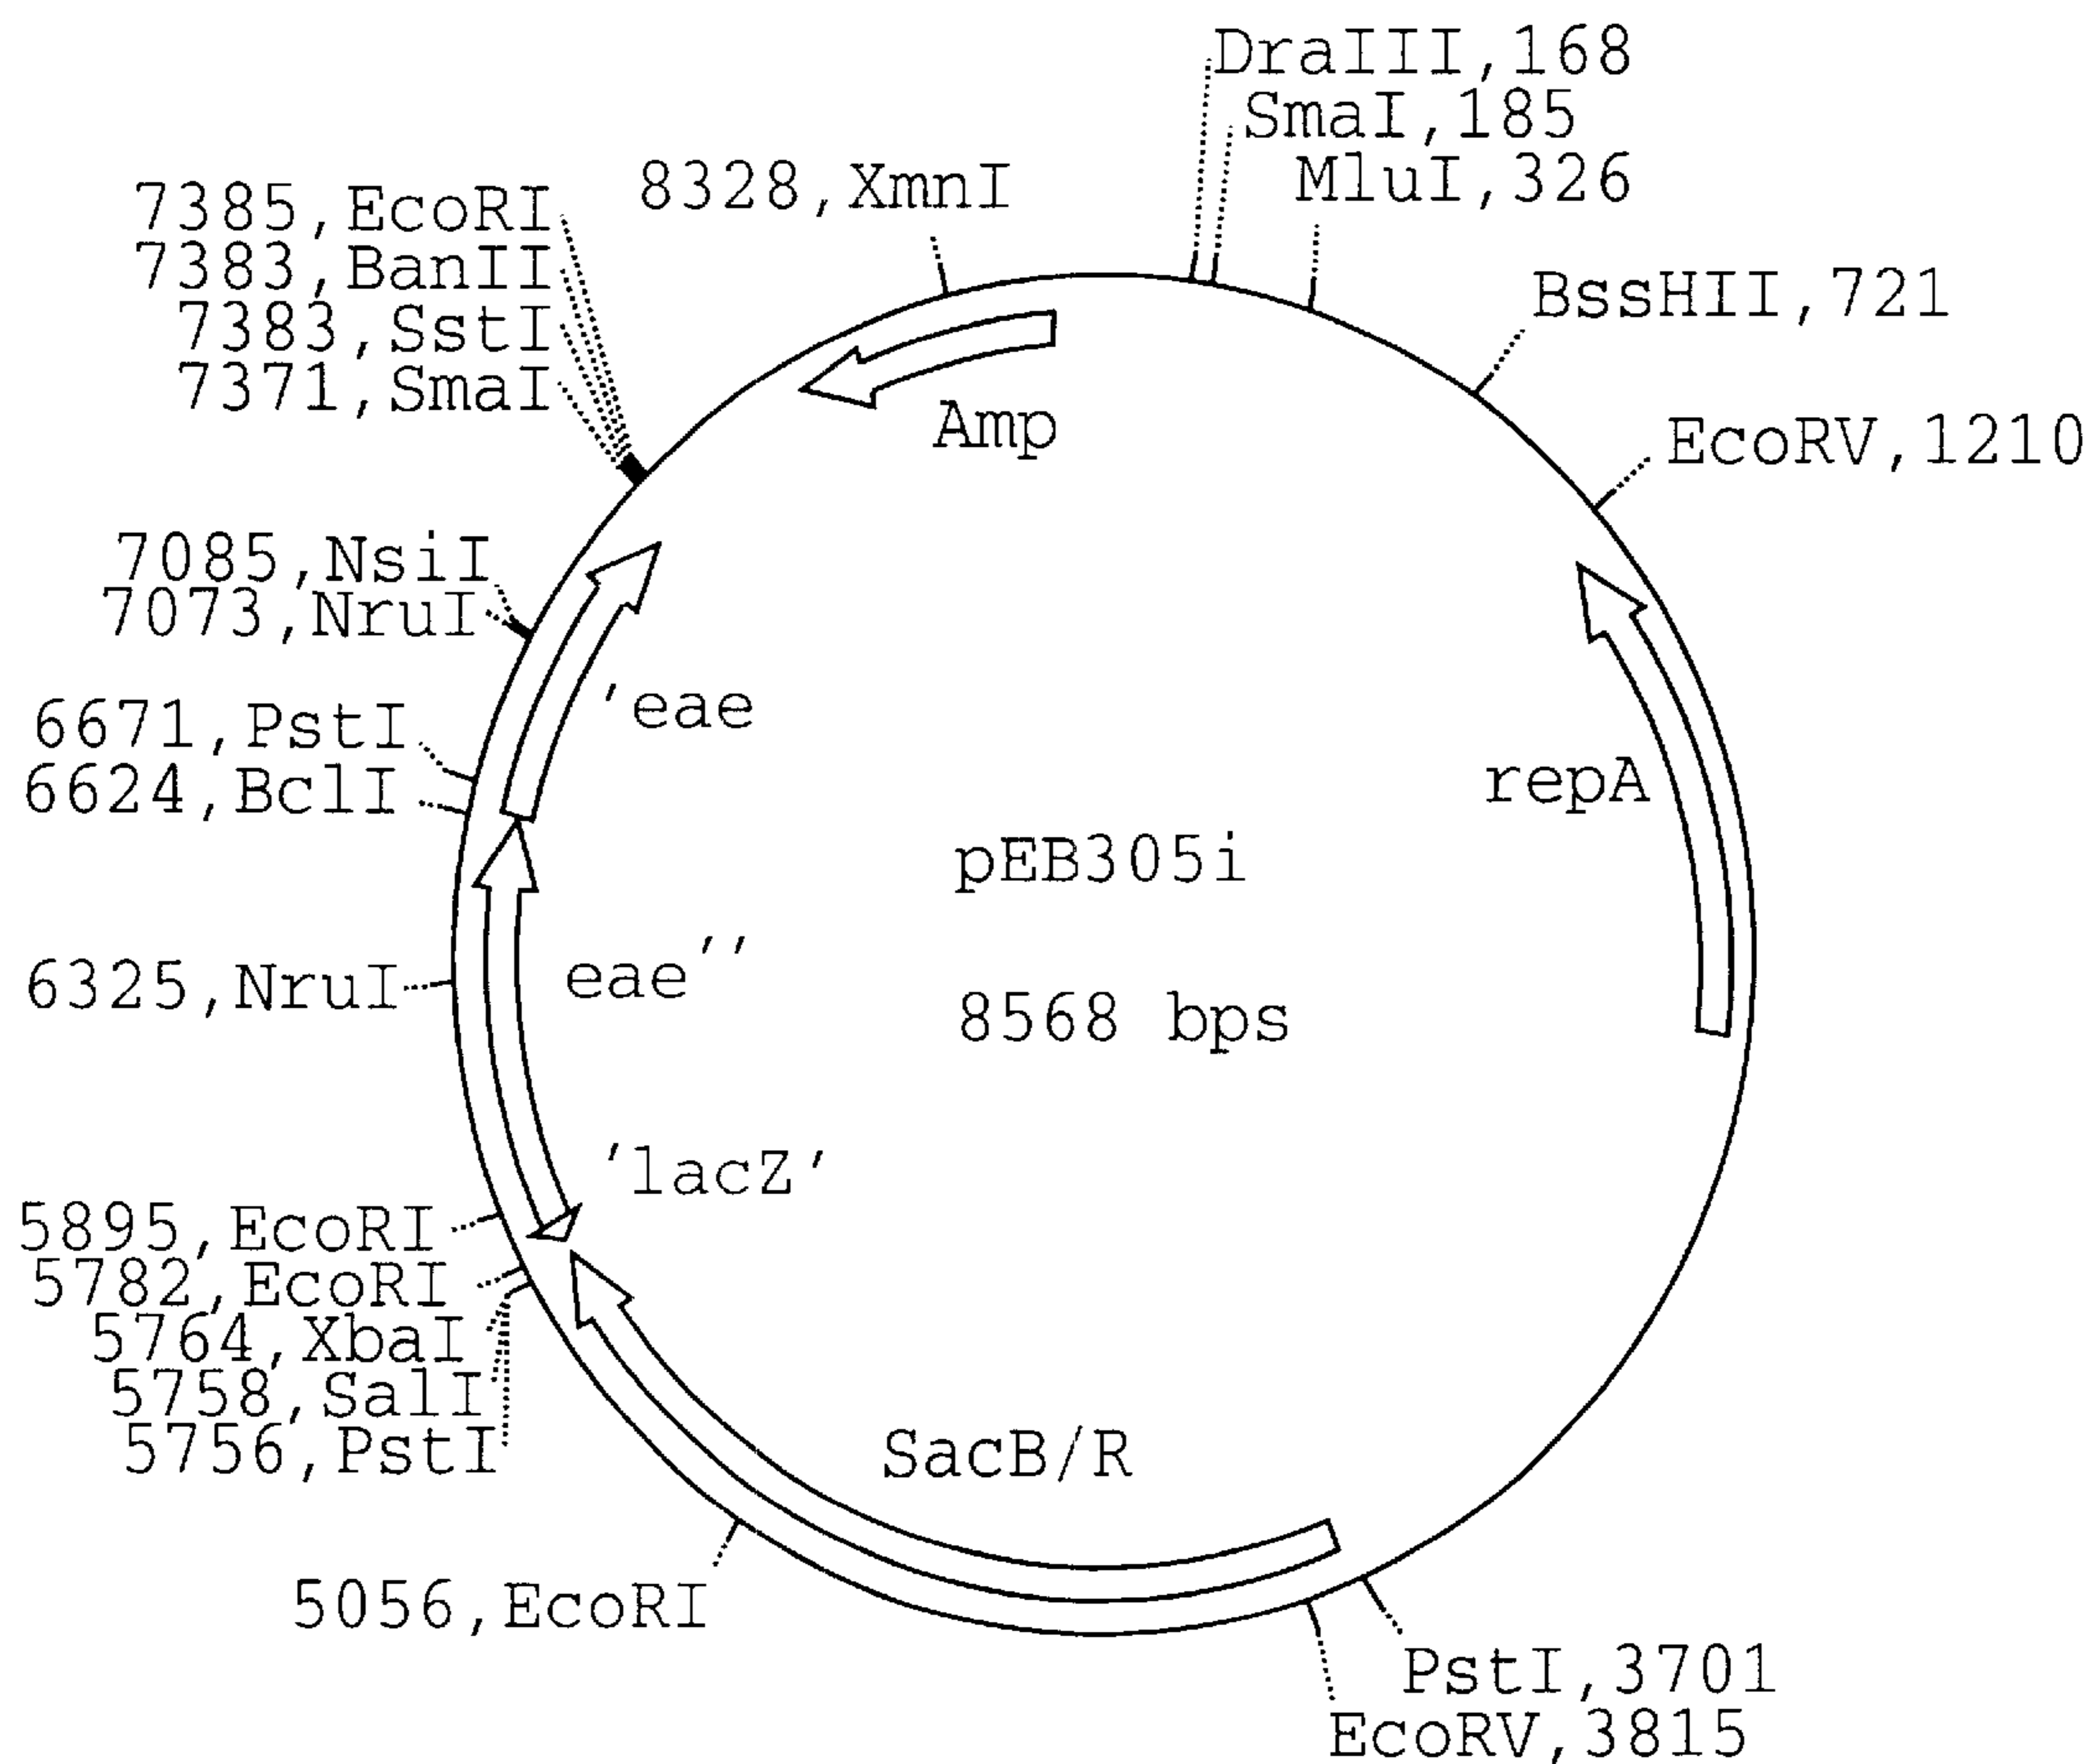 DraIII,168
SmaI,185
MluI,326
8328,XmnI
7385,EcoRI
7383,BanII
7383,SstI
7371,SmaI
BssHII,721
EcoRV,1210
Amp
7085,NsiI
7073,NruI
'eae
6671,PstI
6624,BclI
repA
pEB305i
eae''
6325,NruI
8568 bps
'lacZ'
5895,EcoRI
5782,EcoRI
5764,XbaI
5758,SalI
5756,PstI
SacB/R
5056,EcoRI
PstI,3701
EcoRV,3815